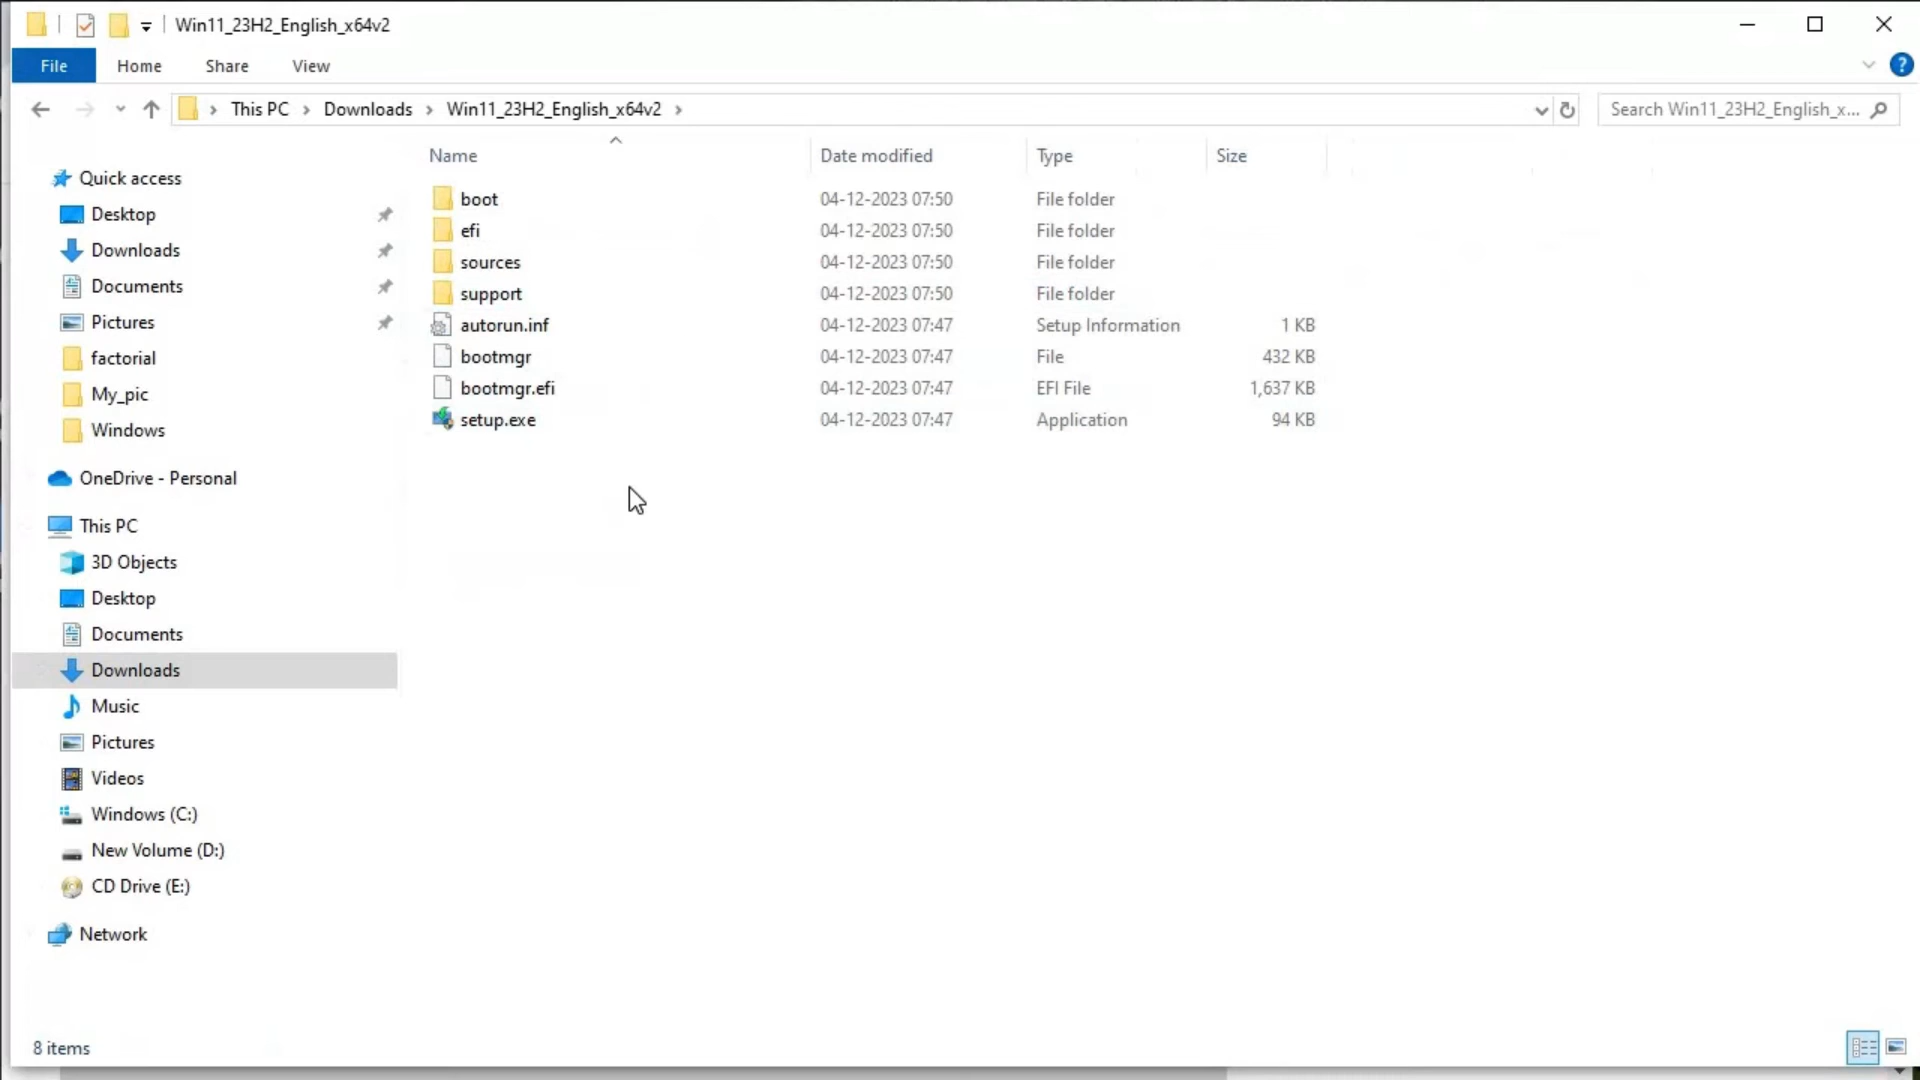 Win11_23H2_English_x64v2
File Home Share View
This PC Downloads Win11_23H2_English_x64v2 Search Win11_23H2_English_x...
Name Date modified Type Size
Quick access
Desktop
Downloads
Documents
Pictures
factorial
My_pic
Windows
OneDrive - Personal
This PC
3D Objects
Desktop
Documents
Downloads
Music
Pictures
Videos
Windows (C:)
New Volume (D:)
CD Drive (E:)
Network
boot 04-12-2023 07:50 File folder
efi 04-12-2023 07:50 File folder
sources 04-12-2023 07:50 File folder
support 04-12-2023 07:50 File folder
autorun.inf 04-12-2023 07:47 Setup Information 1 KB
bootmgr 04-12-2023 07:47 File 432 KB
bootmgr.efi 04-12-2023 07:47 EFI File 1,637 KB
setup.exe 04-12-2023 07:47 Application 94 KB
8 items